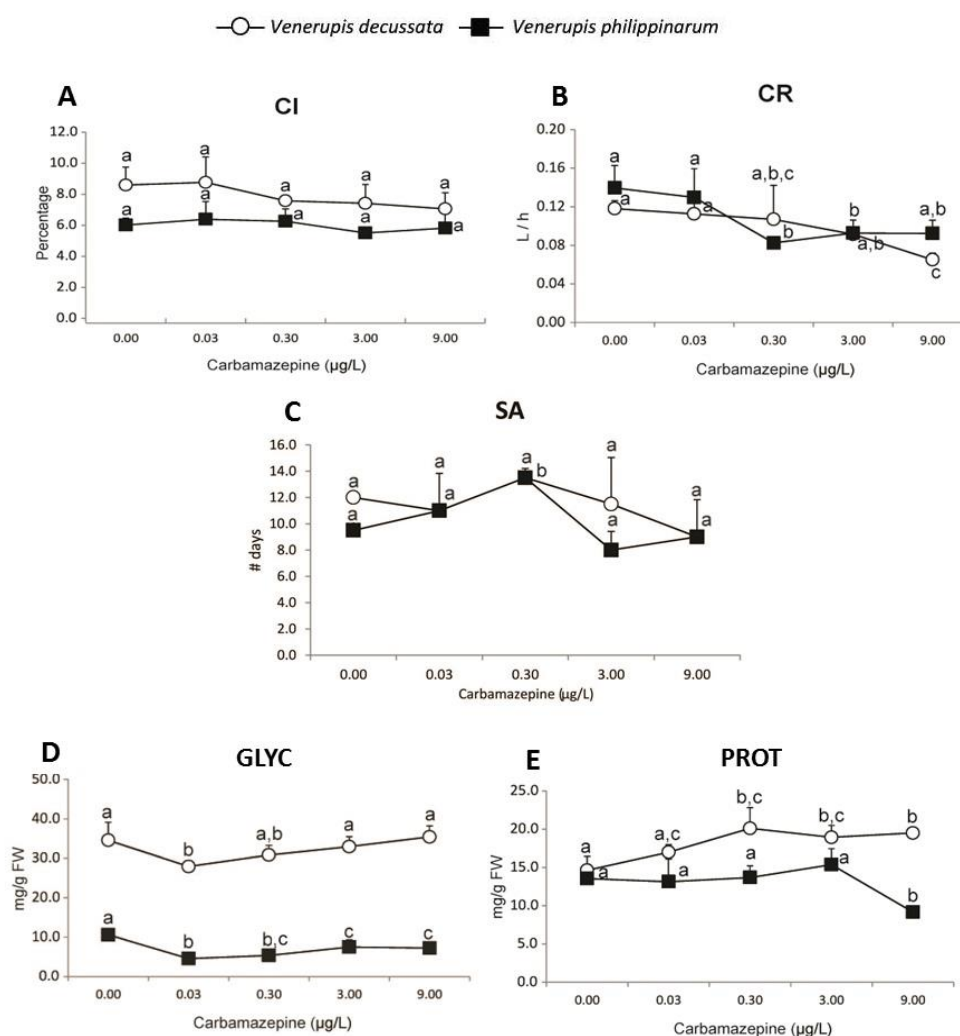 Venerupis decussata Venerupis philippinarum
A CI
12.0
10.0
8.0
6.0
4.0
2.0
0.0
Percentage
a a a a a
a a a a a
0.00 0.03 0.30 3.00 9.00
Carbamazepine (µg/L)
B CR
0.20
0.16
0.12
0.08
0.04
0.00
L / h
a a a,b,c b a,b
a a b a,b c
0.00 0.03 0.30 3.00 9.00
Carbamazepine (µg/L)
C SA
16.0
14.0
12.0
10.0
8.0
6.0
4.0
2.0
0.0
# days
a a a a a
a a b a a
0.00 0.03 0.30 3.00 9.00
Carbamazepine (µg/L)
D GLYC
50.0
40.0
30.0
20.0
10.0
0.0
mg/g FW
a b a,b a a
a b b,c c c
0.00 0.03 0.30 3.00 9.00
Carbamazepine (µg/L)
E PROT
25.0
20.0
15.0
10.0
5.0
0.0
mg/g FW
a a,c b,c b,c b
a a a a b
0.00 0.03 0.30 3.00 9.00
Carbamazepine (µg/L)